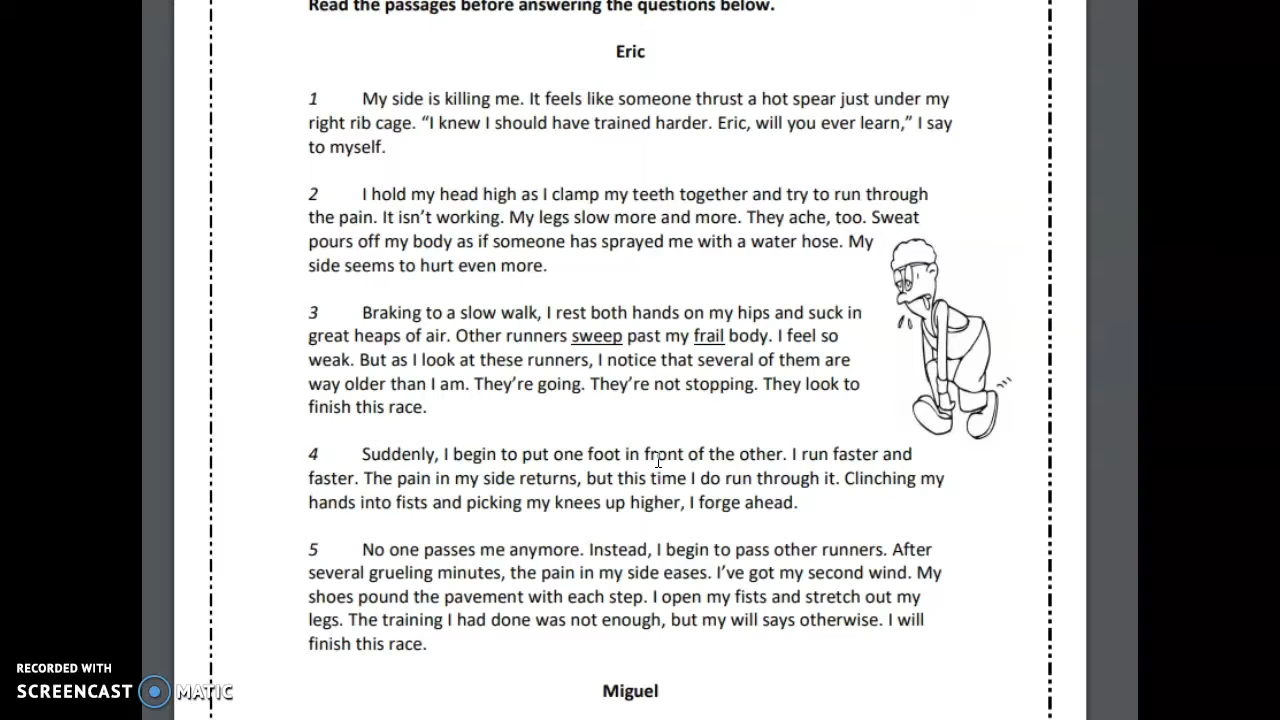 Read the passages before answering the questions below.
Eric
1 My side is killing me. It feels like someone thrust a hot spear just under my
right rib cage. “I knew I should have trained harder. Eric, will you ever learn,” I say
to myself.
2 I hold my head high as I clamp my teeth together and try to run through
the pain. It isn’t working. My legs slow more and more. They ache, too. Sweat
pours off my body as if someone has sprayed me with a water hose. My
side seems to hurt even more.
3 Braking to a slow walk, I rest both hands on my hips and suck in
great heaps of air. Other runners sweep past my frail body. I feel so
weak. But as I look at these runners, I notice that several of them are
way older than I am. They’re going. They’re not stopping. They look to
finish this race.
4 Suddenly, I begin to put one foot in front of the other. I run faster and
faster. The pain in my side returns, but this time I do run through it. Clinching my
hands into fists and picking my knees up higher, I forge ahead.
5 No one passes me anymore. Instead, I begin to pass other runners. After
several grueling minutes, the pain in my side eases. I’ve got my second wind. My
shoes pound the pavement with each step. I open my fists and stretch out my
legs. The training I had done was not enough, but my will says otherwise. I will
finish this race.
Miguel
RECORDED WITH
SCREENCAST MATIC